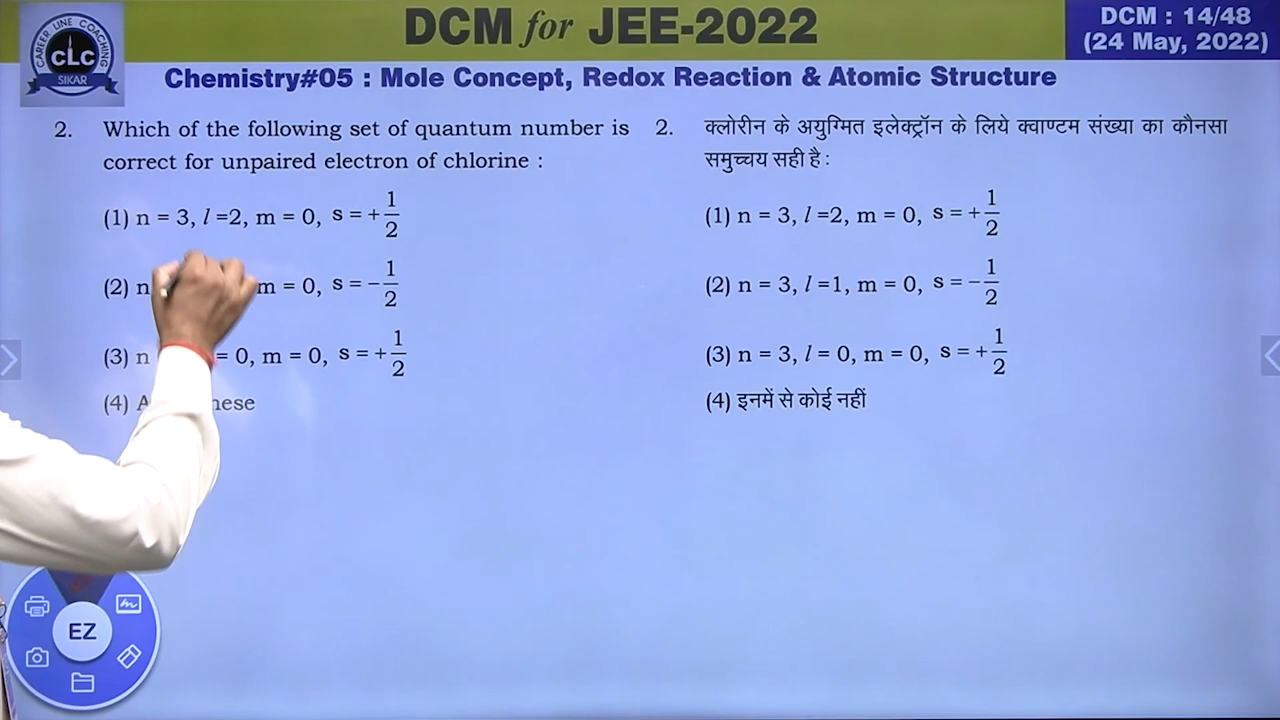 DCM for JEE-2022
DCM : 14/48
(24 May, 2022)
CAREER LINE COACHING
CLC
SIKAR
Chemistry#05 : Mole Concept, Redox Reaction & Atomic Structure
2. Which of the following set of quantum number is
correct for unpaired electron of chlorine :
(1) n = 3, l =2, m = 0, s = +1/2
(2) n m = 0, s = −1/2
(3) n = 0, m = 0, s = +1/2
(4)
2. क्लोरीन के अयुग्मित इलेक्ट्रॉन के लिये क्वाण्टम संख्या का कौनसा
समुच्चय सही है :
(1) n = 3, l =2, m = 0, s = +1/2
(2) n = 3, l =1, m = 0, s = −1/2
(3) n = 3, l = 0, m = 0, s = +1/2
(4) इनमें से कोई नहीं
EZ